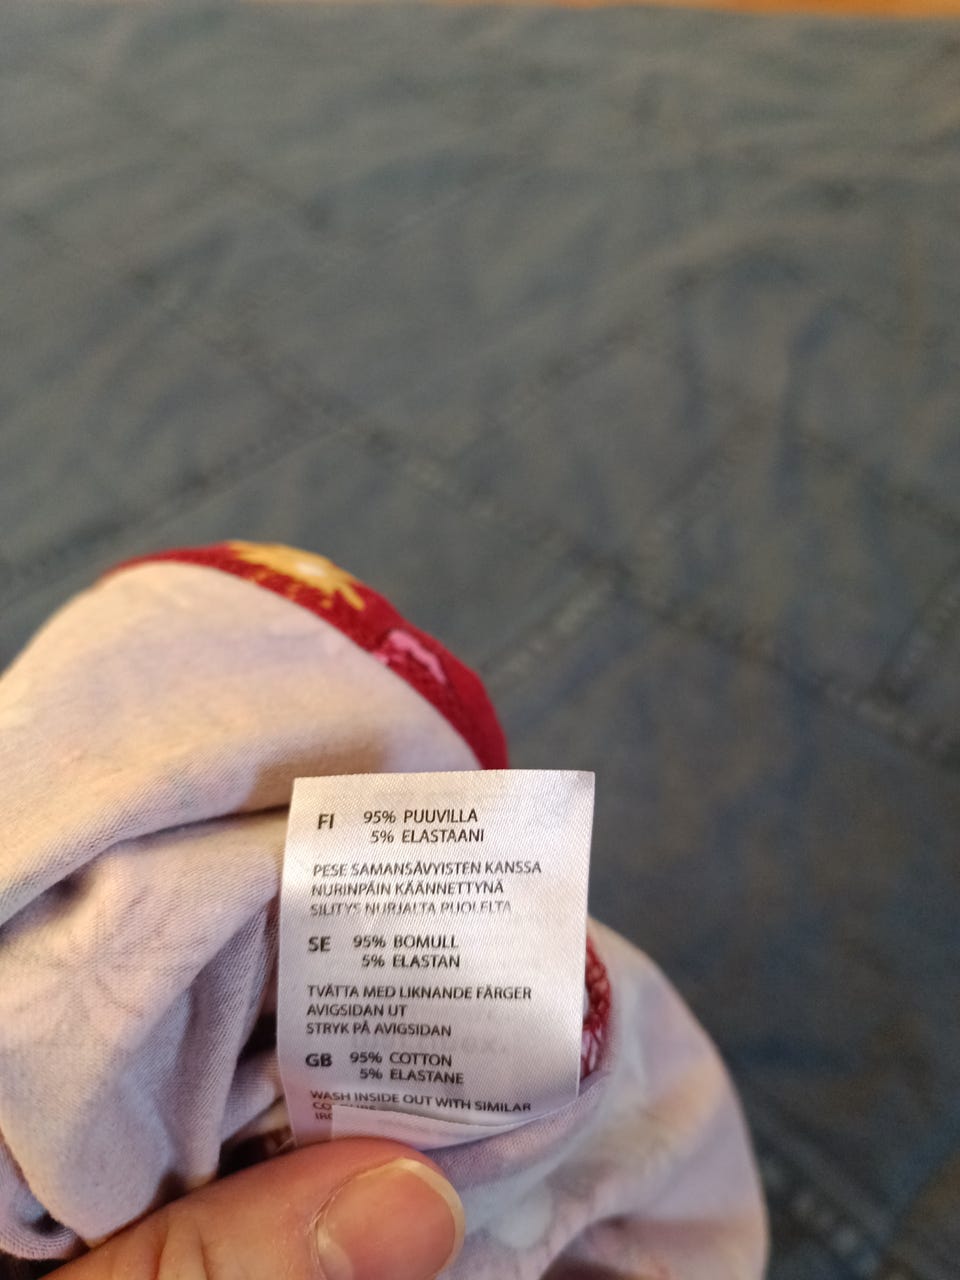 FI 95% PUUVILLA
5% ELASTAANI
PESE SAMANSÄVYISTEN KANSSA
NURINPÄIN KÄÄNNETTYNÄ
SILITYS NURJALTA PUOLELTA
SE 95% BOMULL
5% ELASTAN
TVÄTTA MED LIKNANDE FÄRGER
AVIGSIDAN UT
STRYK PÅ AVIGSIDAN
GB 95% COTTON
5% ELASTANE
WASH INSIDE OUT WITH SIMILAR